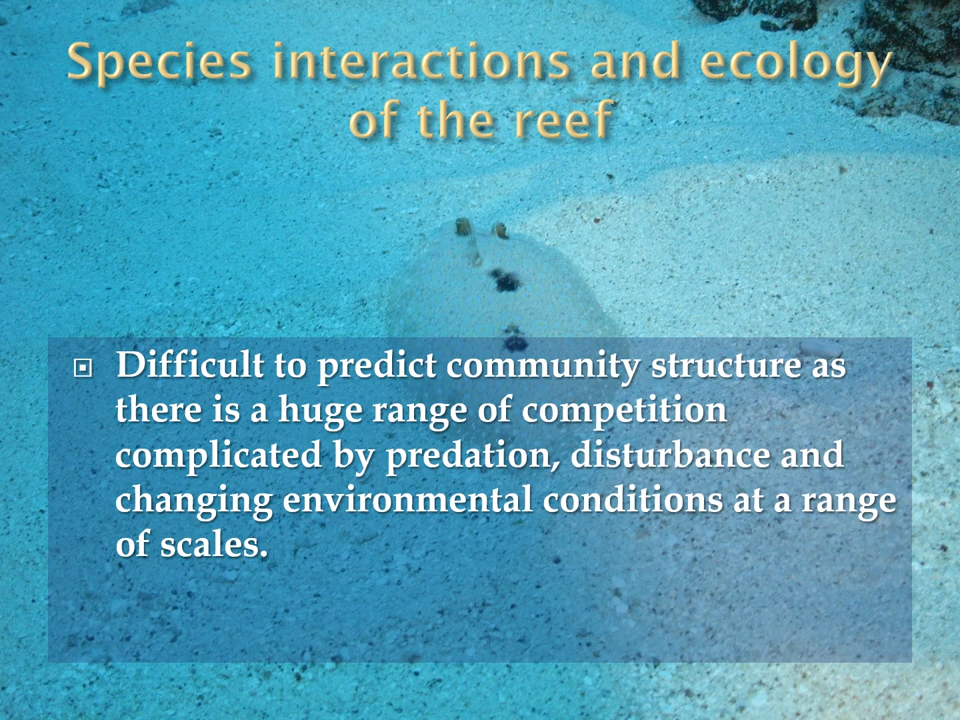 Species interactions and ecology
of the reef
Difficult to predict community structure as
there is a huge range of competition
complicated by predation, disturbance and
changing environmental conditions at a range
of scales.